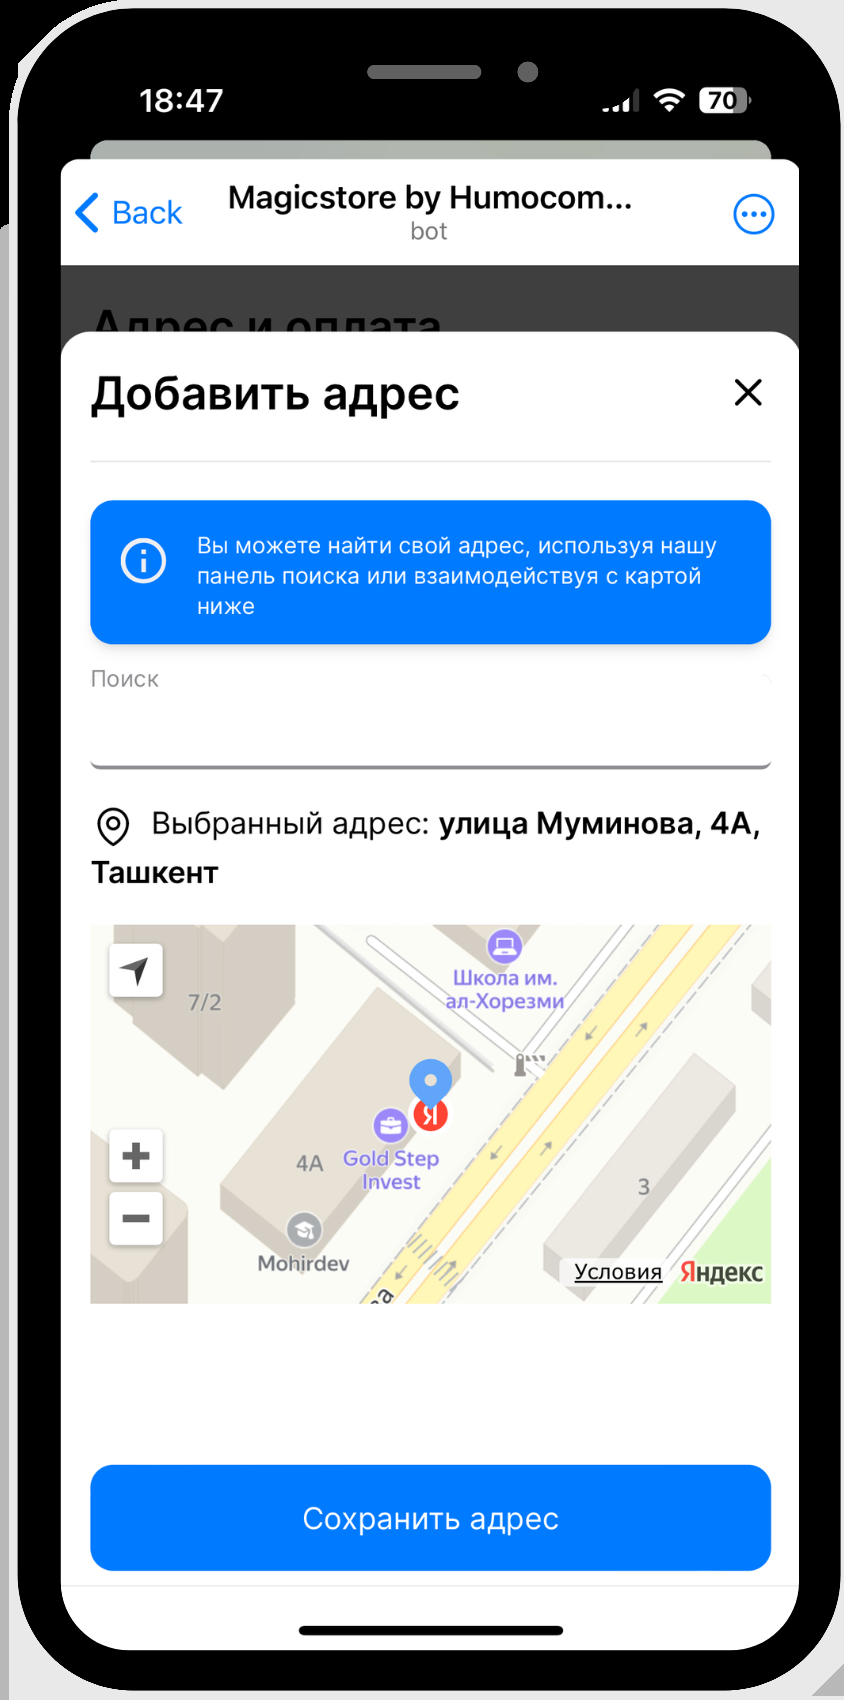 18:47
70
Back
Magicstore by Humocom...
bot
Адрес и оплата
Добавить адрес
Вы можете найти свой адрес, используя нашу
панель поиска или взаимодействуя с картой
ниже
Поиск
Выбранный адрес: улица Муминова, 4А,
Ташкент
Школа им.
ал-Хорезми
7/2
Я
4А
Gold Step
Invest
3
Mohirdev
Условия
Яндекс
ва
Сохранить адрес